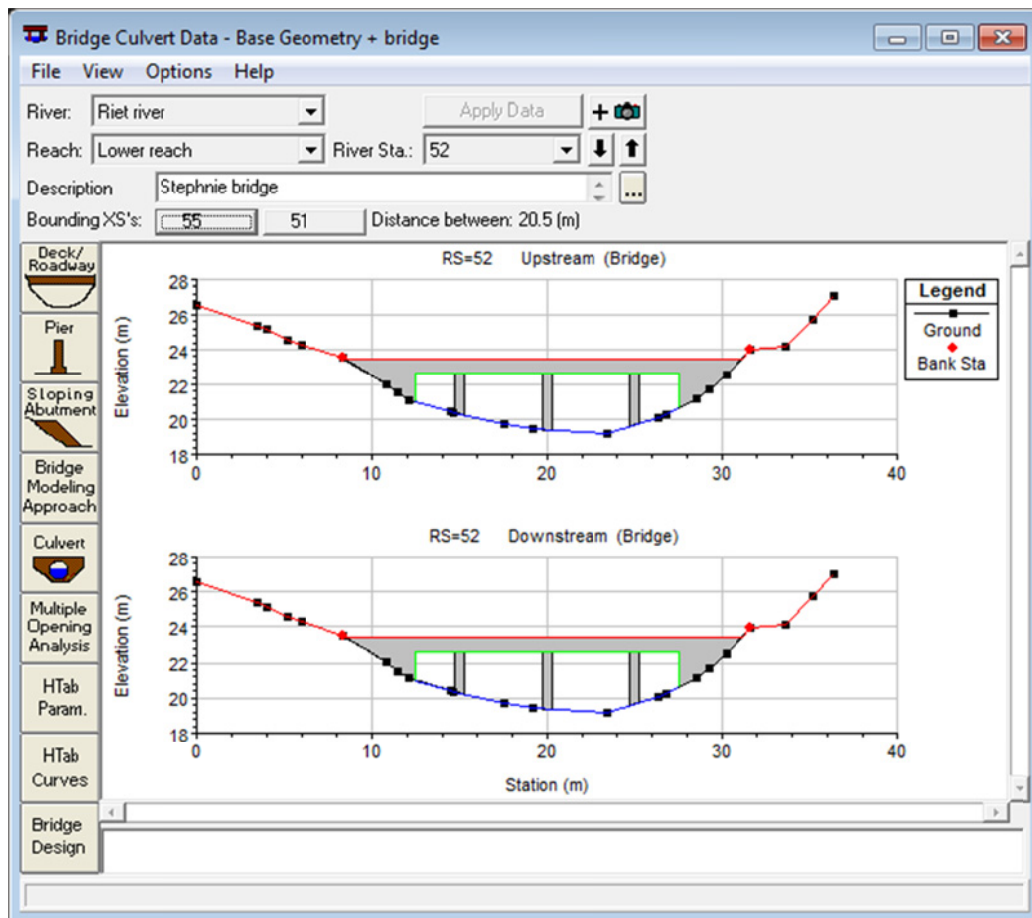 Bridge Culvert Data - Base Geometry + bridge
File View Options Help
River: Riet river Apply Data +
Reach: Lower reach River Sta.: 52
Description Stephnie bridge ...
Bounding XS's: 55 51 Distance between: 20.5 (m)
Deck/
Roadway
Pier
Sloping
Abutment
Bridge
Modeling
Approach
Culvert
Multiple
Opening
Analysis
HTab
Param.
HTab
Curves
Bridge
Design
RS=52 Upstream (Bridge)
28
26
24
22
20
18
Elevation (m)
0 10 20 30 40
Legend
Ground
Bank Sta
RS=52 Downstream (Bridge)
28
26
24
22
20
18
Elevation (m)
0 10 20 30 40
Station (m)